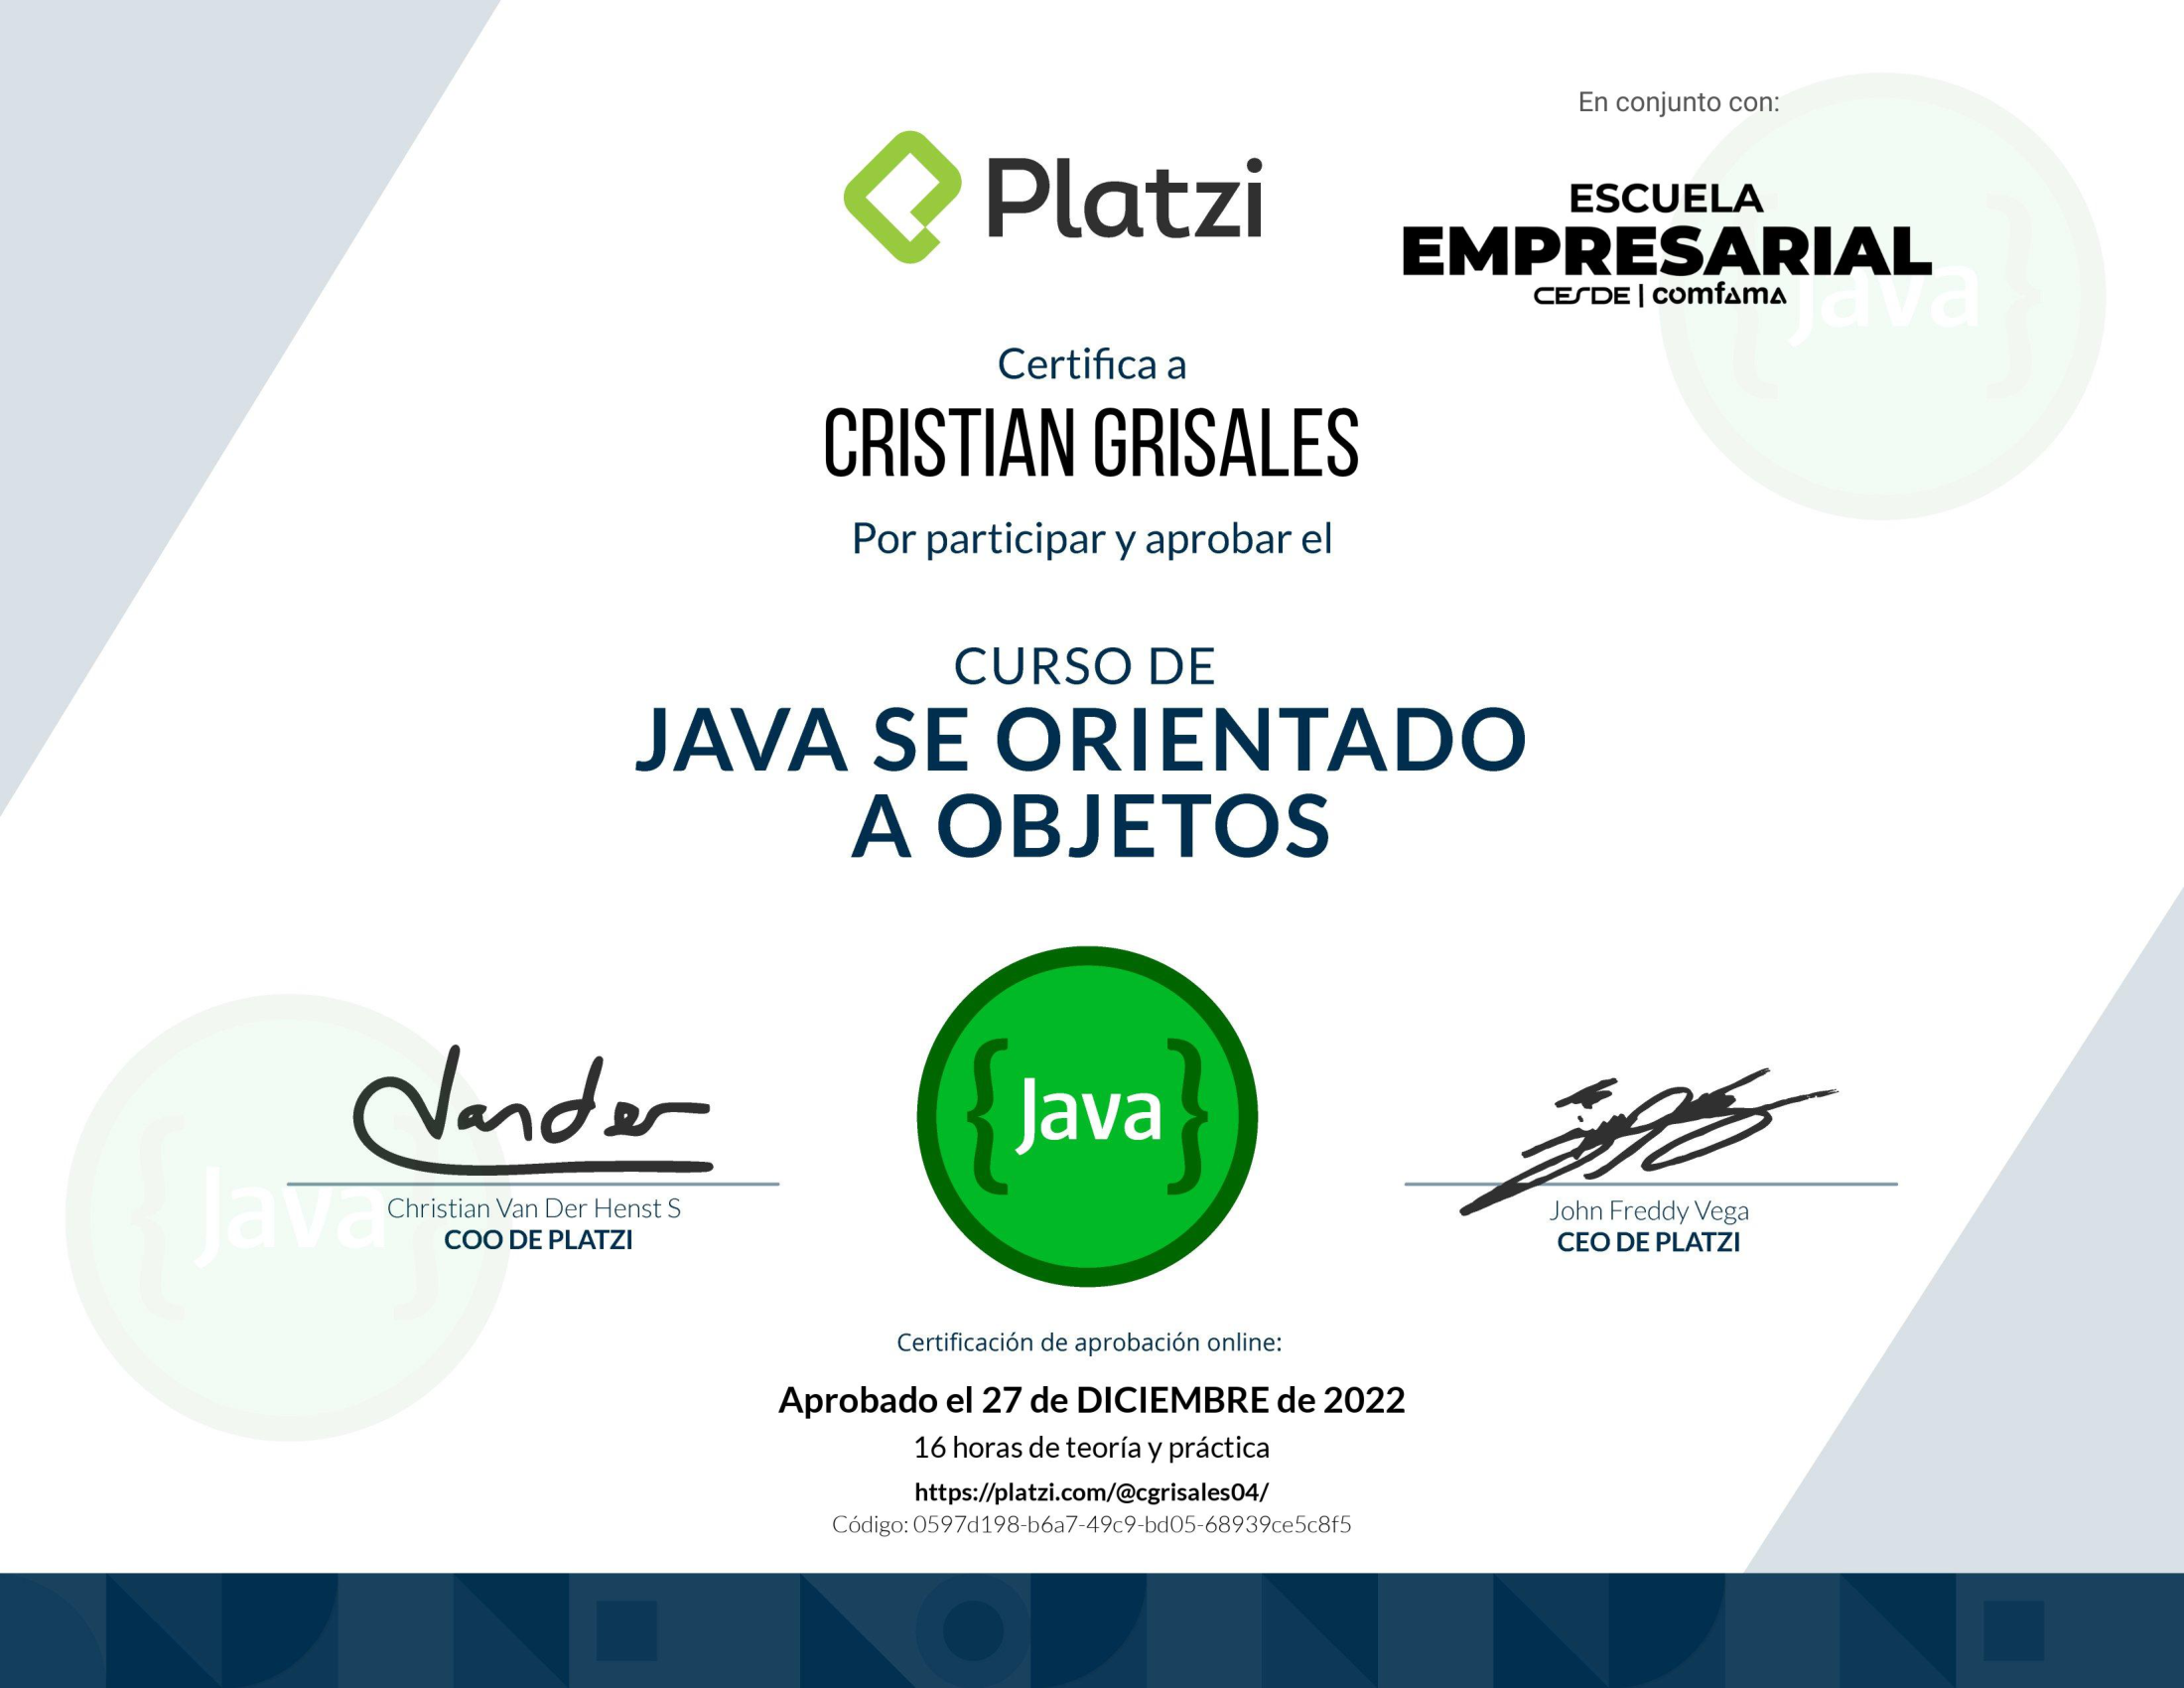 En conjunto con:
Platzi
ESCUELA
EMPRESARIAL
CESDE | comfama
Java
Certifica a
CRISTIAN GRISALES
Por participar y aprobar el
CURSO DE
JAVA SE ORIENTADO
A OBJETOS
Vander
{Java}
Java
Christian Van Der Henst S
COO DE PLATZI
John Freddy Vega
CEO DE PLATZI
Certificación de aprobación online:
Aprobado el 27 de DICIEMBRE de 2022
16 horas de teoría y práctica
https://platzi.com/@cgrisales04/
Código: 0597d198-b6a7-49c9-bd05-68939ce5c8f5